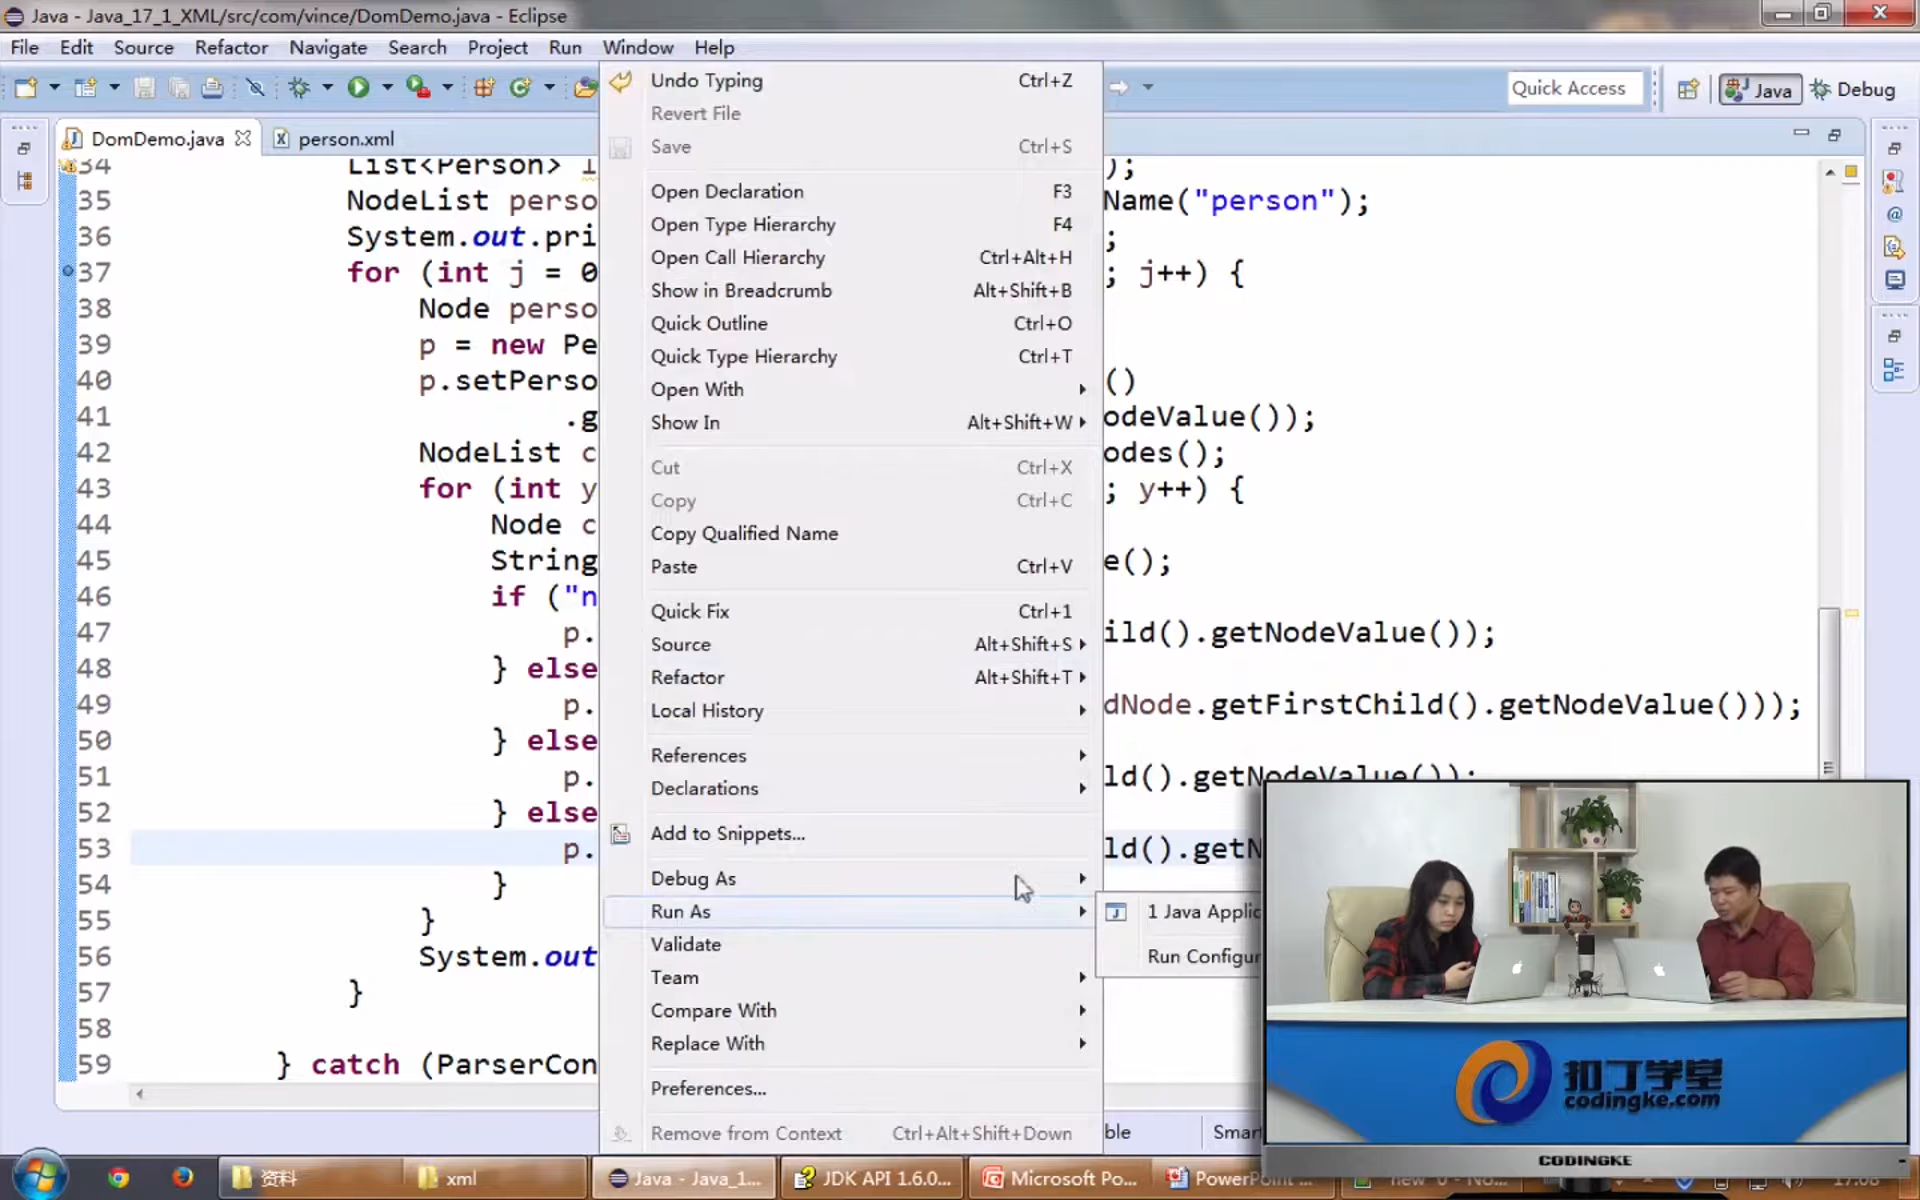 Java - Java_17_1_XML/src/com/vince/DomDemo.java - Eclipse
File Edit Source Refactor Navigate Search Project Run Window Help
Quick Access
Java
Debug
DomDemo.java
person.xml
34 List<Person>
35 NodeList perso
Name("person");
36 System.out.pri
;
37 for (int j = 0
; j++) {
38 Node perso
39 p = new Pe
40 p.setPerso
()
41 .g
odeValue());
42 NodeList c
odes();
43 for (int y
; y++) {
44 Node c
45 String
e();
46 if ("n
47 p.
ild().getNodeValue());
48 } else
49 p.
dNode.getFirstChild().getNodeValue()));
50 } else
51 p.
ld().getNodeValue());
52 } else
53 p.
ld().getN
54 }
55 }
56 System.out
57 }
58
59 } catch (ParserCon
Undo Typing Ctrl+Z
Revert File
Save Ctrl+S
Open Declaration F3
Open Type Hierarchy F4
Open Call Hierarchy Ctrl+Alt+H
Show in Breadcrumb Alt+Shift+B
Quick Outline Ctrl+O
Quick Type Hierarchy Ctrl+T
Open With
Show In Alt+Shift+W
Cut Ctrl+X
Copy Ctrl+C
Copy Qualified Name
Paste Ctrl+V
Quick Fix Ctrl+1
Source Alt+Shift+S
Refactor Alt+Shift+T
Local History
References
Declarations
Add to Snippets...
Debug As
Run As
Validate
Team
Compare With
Replace With
Preferences...
Remove from Context Ctrl+Alt+Shift+Down
1 Java Applic
Run Configur
ble
Smar
扣丁学堂
codingke.com
CODINGKE
资料
xml
Java - Java_1...
JDK API 1.6.0...
Microsoft Po...
PowerPoint ...